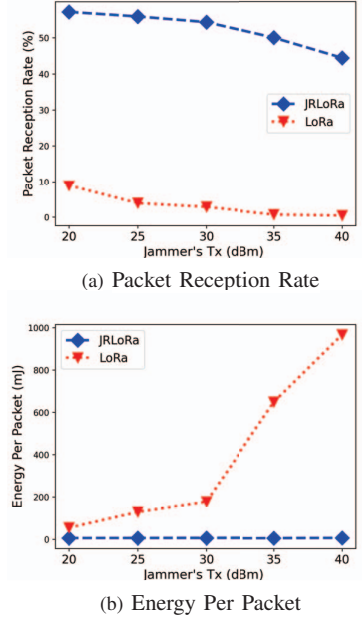 Packet Reception Rate (%)
50
40
30
20
10
0
JRLoRa
LoRa
20 25 30 35 40
Jammer's Tx (dBm)
(a) Packet Reception Rate
Energy Per Packet (mJ)
1000
800
600
400
200
0
JRLoRa
LoRa
20 25 30 35 40
Jammer's Tx (dBm)
(b) Energy Per Packet